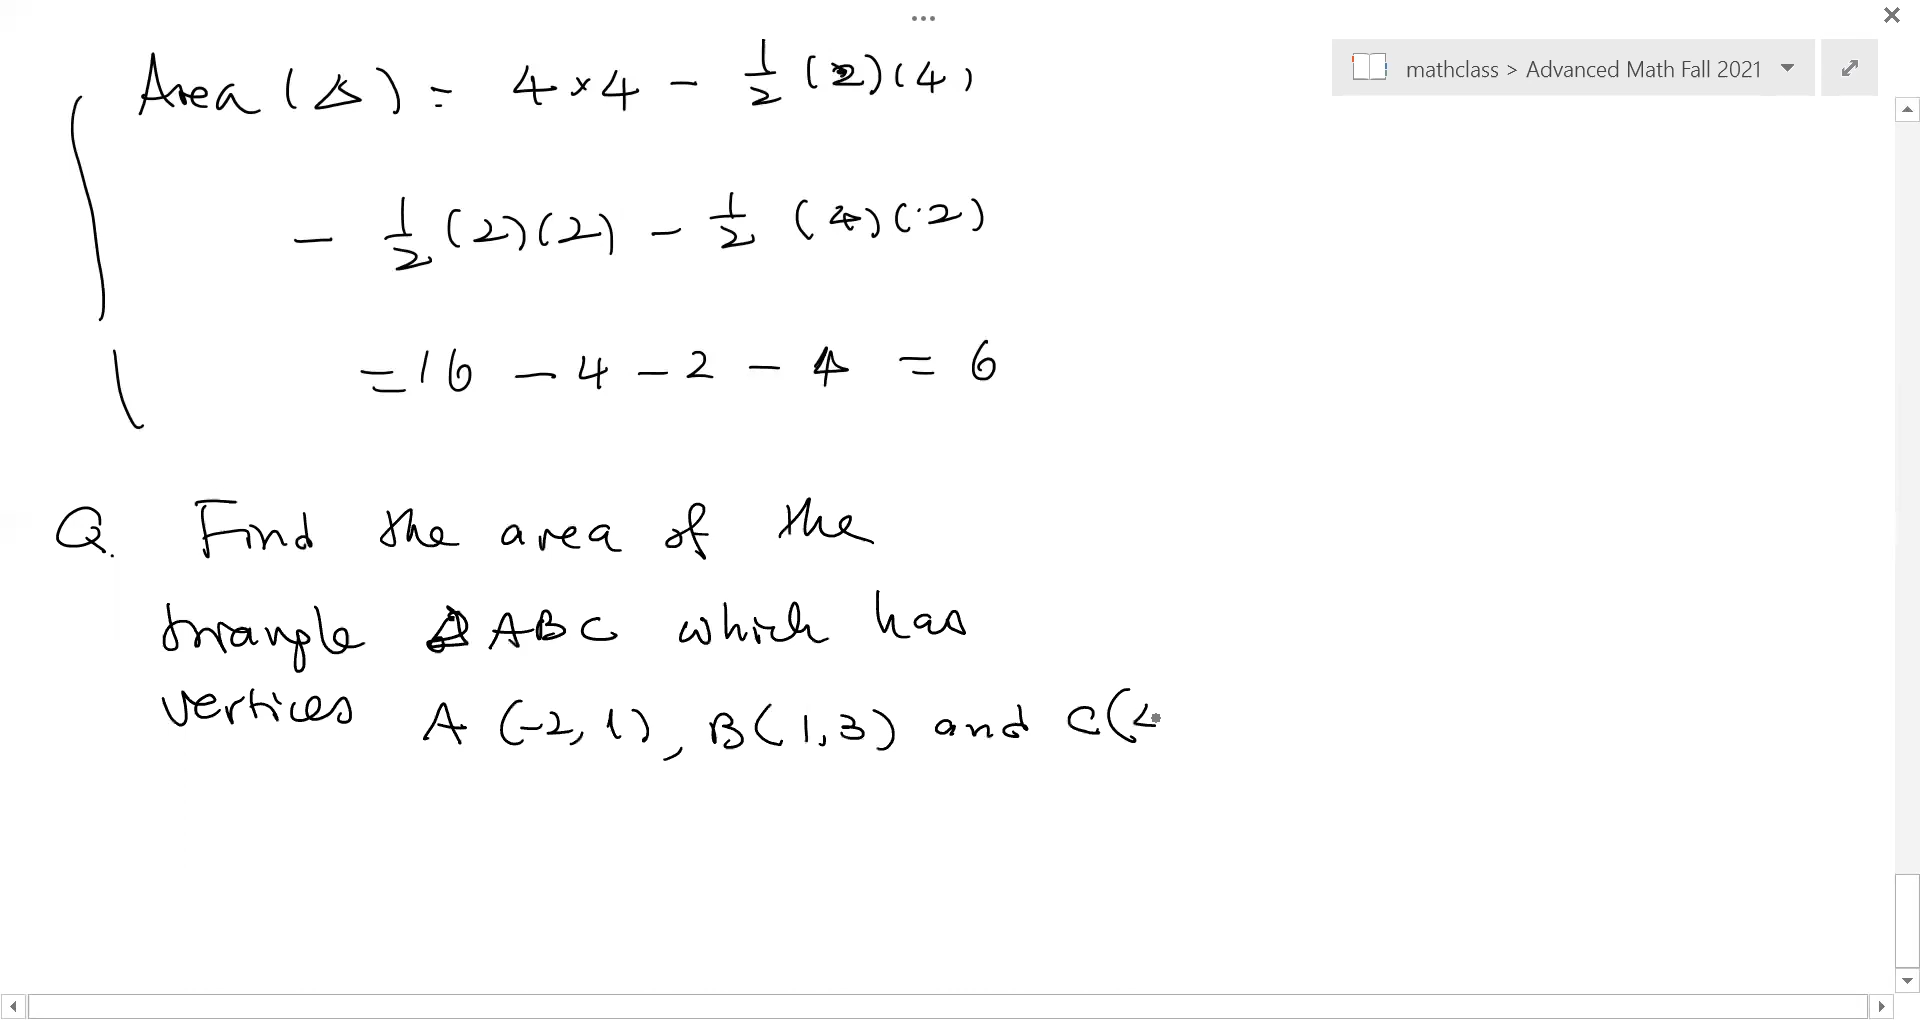 ...
mathclass > Advanced Math Fall 2021
Area (Δ) = 4 × 4 - 1/2 (2)(4)
- 1/2 (2)(2) - 1/2 (4)(2)
= 16 - 4 - 2 - 4 = 6
Q. Find the area of the
triangle Δ ABC which has
vertices A (-2, 1), B (1, 3) and C(